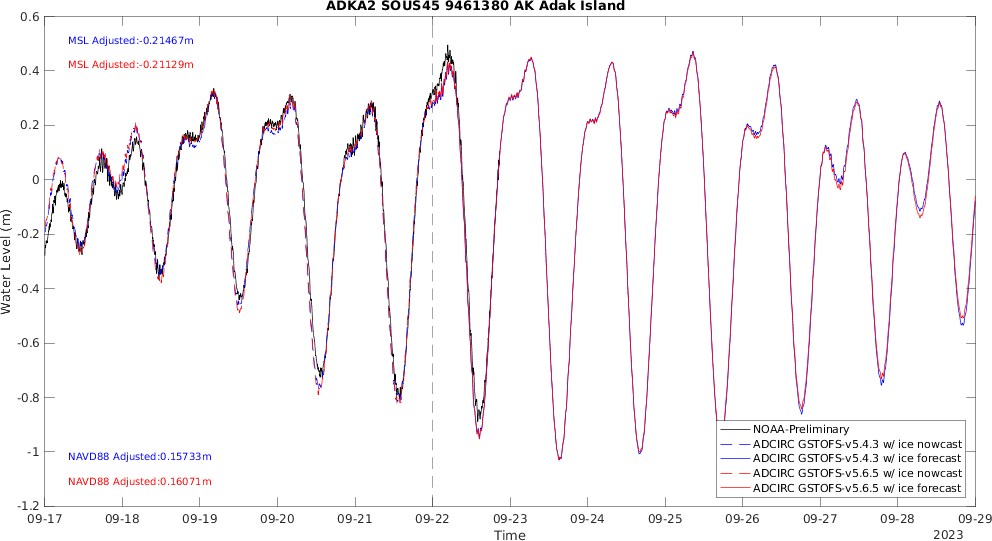 ADKA2 SOUS45 9461380 AK Adak Island
MSL Adjusted:-0.21467m
MSL Adjusted:-0.21129m
Water Level (m)
0.6
0.4
0.2
0
-0.2
-0.4
-0.6
-0.8
-1
-1.2
NOAA-Preliminary
ADCIRC GSTOFS-v5.4.3 w/ ice nowcast
ADCIRC GSTOFS-v5.4.3 w/ ice forecast
ADCIRC GSTOFS-v5.6.5 w/ ice nowcast
ADCIRC GSTOFS-v5.6.5 w/ ice forecast
NAVD88 Adjusted:0.15733m
NAVD88 Adjusted:0.16071m
09-17 09-18 09-19 09-20 09-21 09-22 09-23 09-24 09-25 09-26 09-27 09-28 09-29
Time
2023